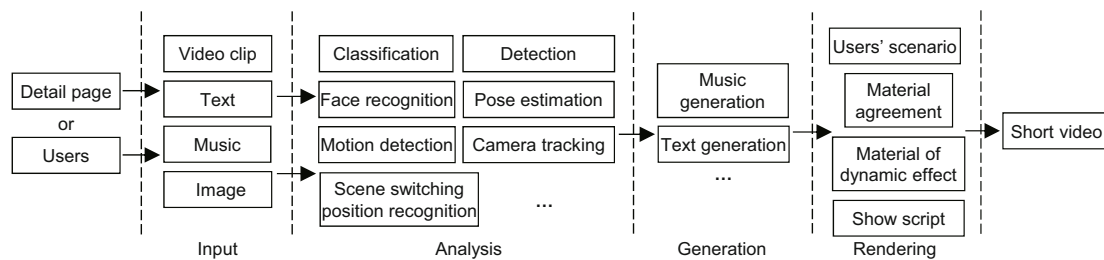 Detail page
or
Users
Video clip
Text
Music
Image
Input
Classification
Detection
Face recognition
Pose estimation
Motion detection
Camera tracking
Scene switching
position recognition
...
Analysis
Music
generation
Text generation
...
Generation
Users' scenario
Material
agreement
Material of
dynamic effect
Show script
Rendering
Short video